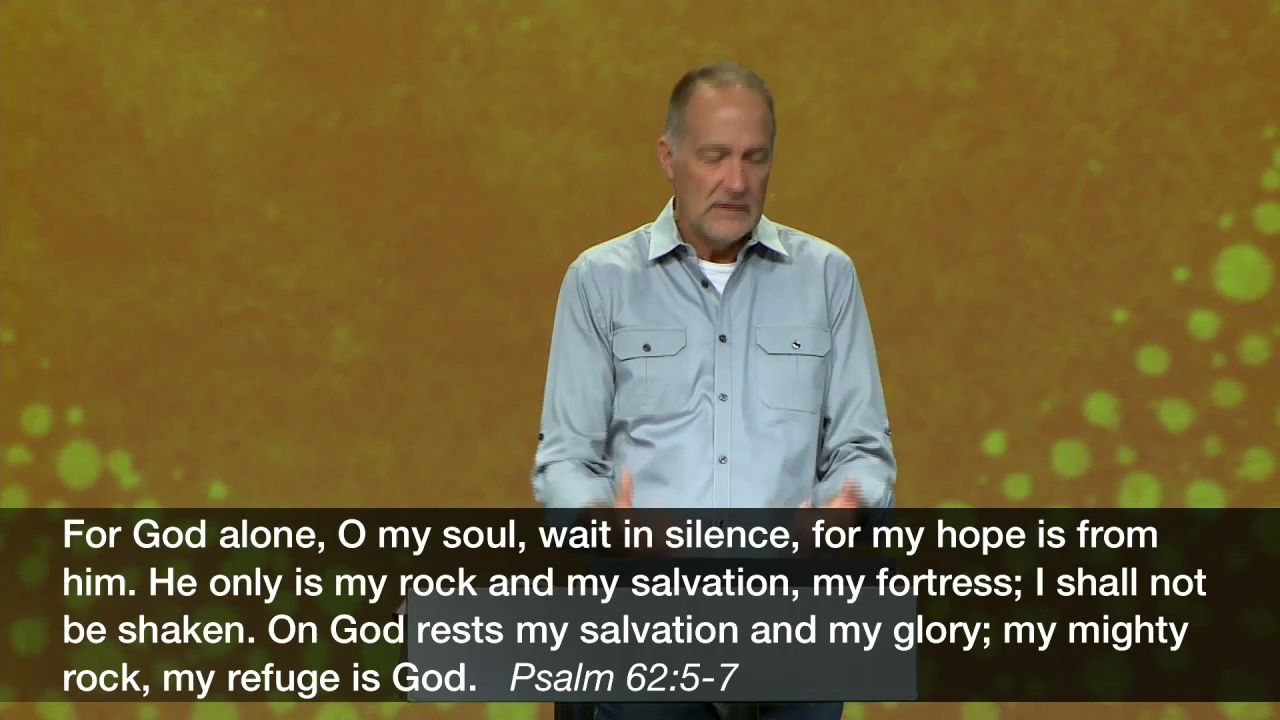 For God alone, O my soul, wait in silence, for my hope is from
him. He only is my rock and my salvation, my fortress; I shall not
be shaken. On God rests my salvation and my glory; my mighty
rock, my refuge is God. Psalm 62:5-7